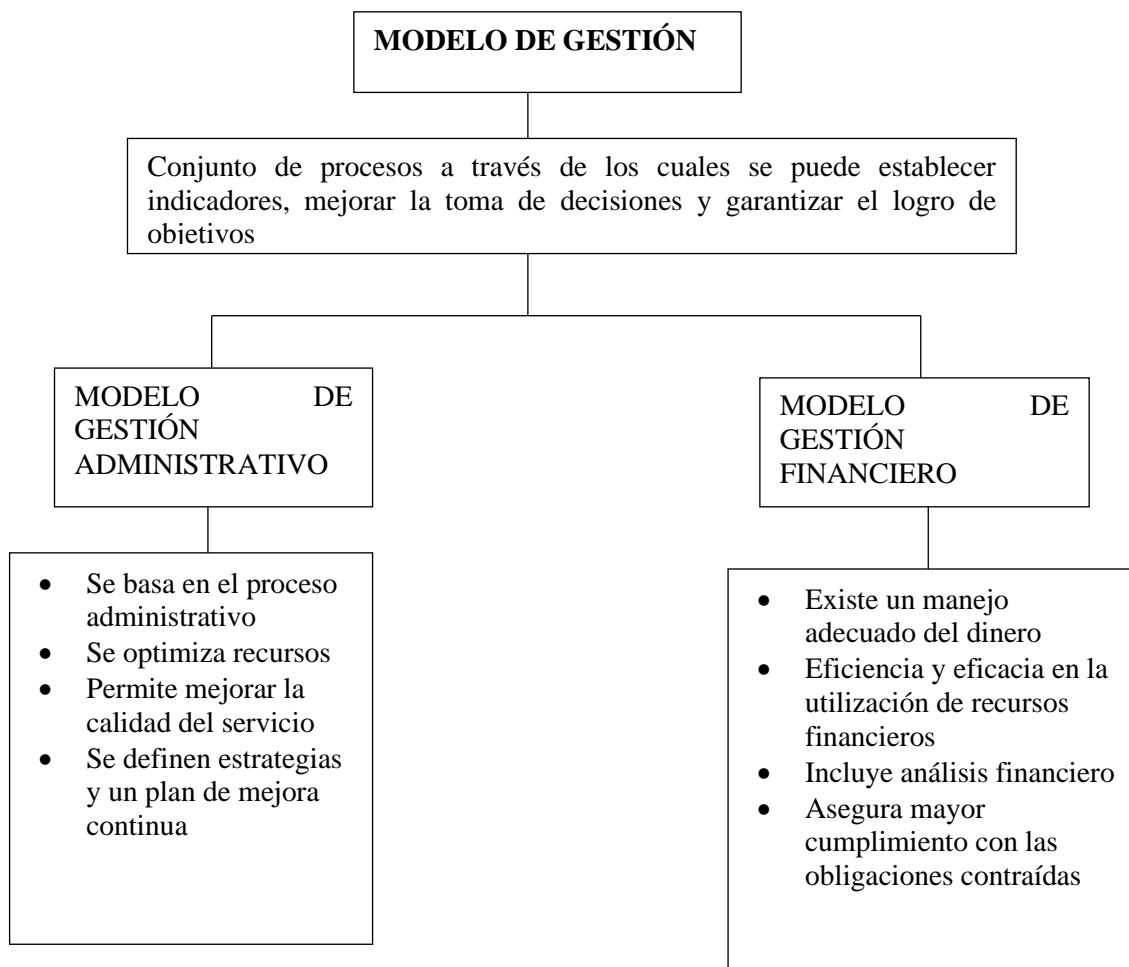 MODELO DE GESTIÓN
Conjunto de procesos a través de los cuales se puede establecer
indicadores, mejorar la toma de decisiones y garantizar el logro de
objetivos
MODELO DE
GESTIÓN
ADMINISTRATIVO
• Se basa en el proceso
administrativo
• Se optimiza recursos
• Permite mejorar la
calidad del servicio
• Se definen estrategias
y un plan de mejora
continua
MODELO DE
GESTIÓN
FINANCIERO
• Existe un manejo
adecuado del dinero
• Eficiencia y eficacia en la
utilización de recursos
financieros
• Incluye análisis financiero
• Asegura mayor
cumplimiento con las
obligaciones contraídas